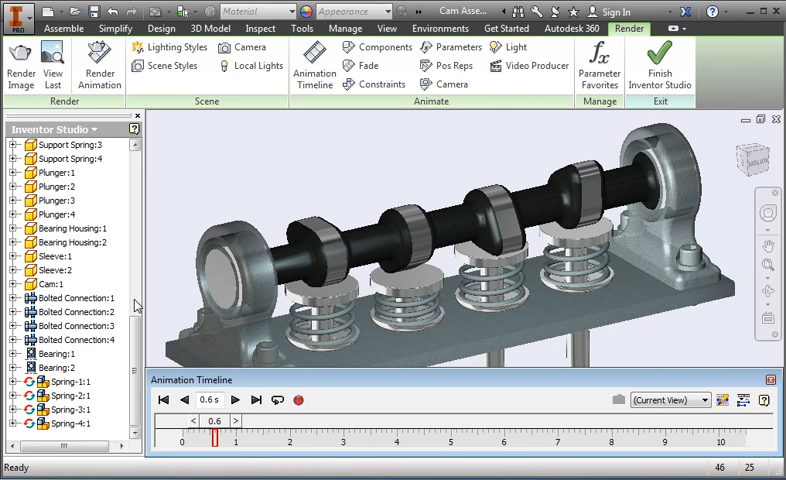 Material
Appearance
Cam Asse...
Sign In
PRO
Assemble Simplify Design 3D Model Inspect Tools Manage View Environments Get Started Autodesk 360 Render
Render Image
View Last
Render Animation
Lighting Styles
Camera
Scene Styles
Local Lights
Animation Timeline
Components
Parameters
Light
Fade
Pos Reps
Video Producer
Constraints
Camera
fx
Parameter Favorites
Finish Inventor Studio
Render Scene Animate Manage Exit
Inventor Studio
Support Spring:3
Support Spring:4
Plunger:1
Plunger:2
Plunger:3
Plunger:4
Bearing Housing:1
Bearing Housing:2
Sleeve:1
Sleeve:2
Cam:1
Bolted Connection:1
Bolted Connection:2
Bolted Connection:3
Bolted Connection:4
Bearing:1
Bearing:2
Spring-1:1
Spring-2:1
Spring-3:1
Spring-4:1
Animation Timeline
0.6 s
(Current View)
< 0.6 >
0 1 2 3 4 5 6 7 8 9 10
Ready
46 25